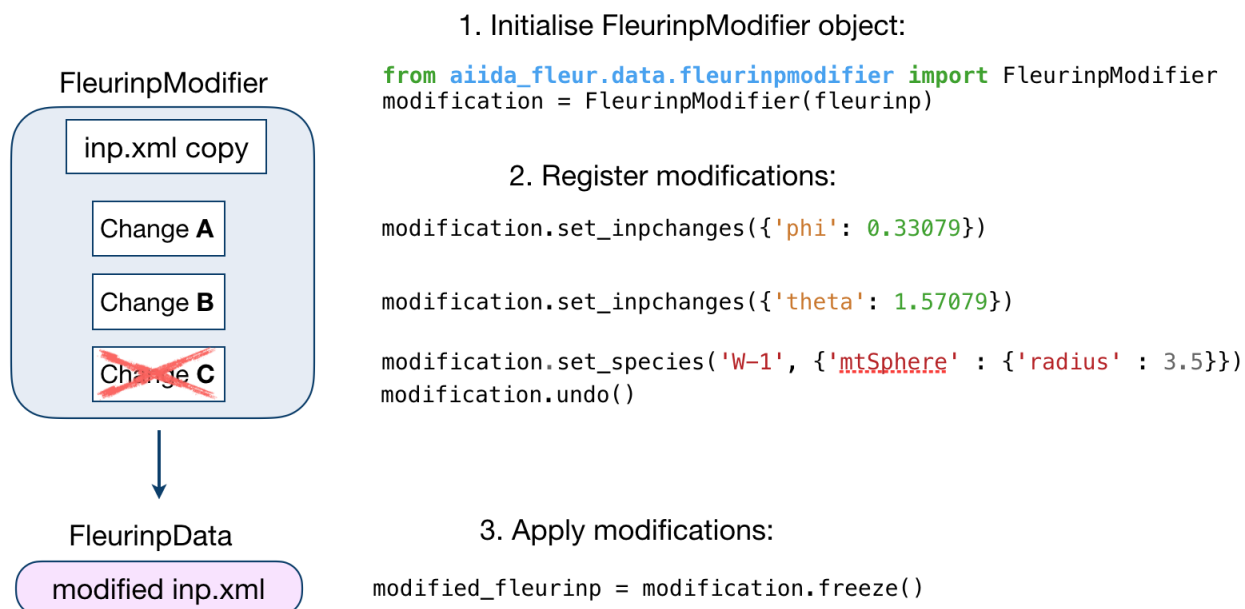 1. Initialise FleurinpModifier object:
FleurinpModifier
from aiida_fleur.data.fleurinpmodifier import FleurinpModifier
modification = FleurinpModifier(fleurinp)
inp.xml copy
2. Register modifications:
Change A
modification.set_inpchanges({'phi': 0.33079})
Change B
modification.set_inpchanges({'theta': 1.57079})
Change C
modification.set_species('W-1', {'mtSphere' : {'radius' : 3.5}})
modification.undo()
FleurinpData
3. Apply modifications:
modified inp.xml
modified_fleurinp = modification.freeze()